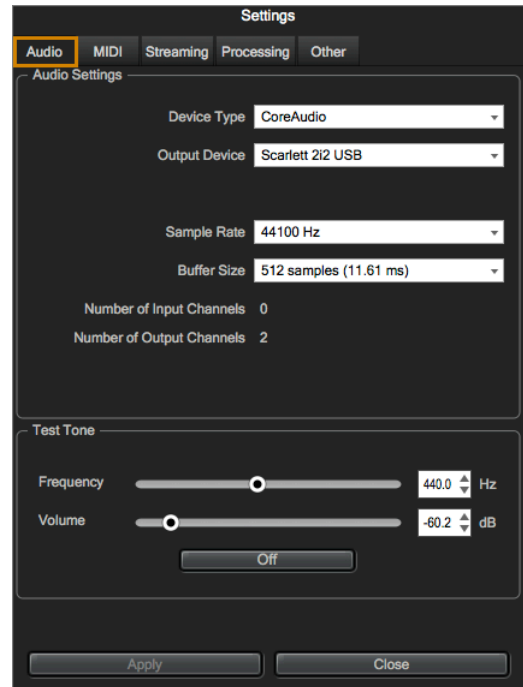 Settings
Audio MIDI Streaming Processing Other
Audio Settings
Device Type CoreAudio
Output Device Scarlett 2i2 USB
Sample Rate 44100 Hz
Buffer Size 512 samples (11.61 ms)
Number of Input Channels 0
Number of Output Channels 2
Test Tone
Frequency 440.0 Hz
Volume -60.2 dB
Off
Apply Close